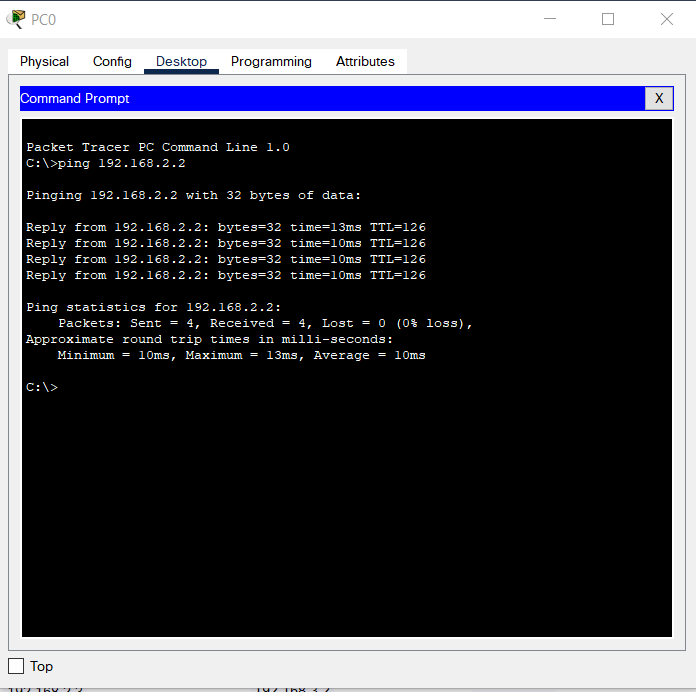 PC0
Physical Config Desktop Programming Attributes
Command Prompt X
Packet Tracer PC Command Line 1.0
C:\>ping 192.168.2.2
Pinging 192.168.2.2 with 32 bytes of data:
Reply from 192.168.2.2: bytes=32 time=13ms TTL=126
Reply from 192.168.2.2: bytes=32 time=10ms TTL=126
Reply from 192.168.2.2: bytes=32 time=10ms TTL=126
Reply from 192.168.2.2: bytes=32 time=10ms TTL=126
Ping statistics for 192.168.2.2:
Packets: Sent = 4, Received = 4, Lost = 0 (0% loss),
Approximate round trip times in milli-seconds:
Minimum = 10ms, Maximum = 13ms, Average = 10ms
C:\>
Top